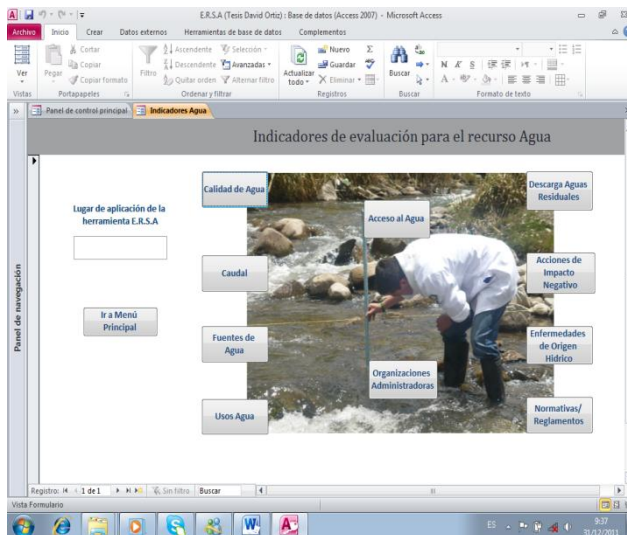 E.R.S.A (Tesis David Ortiz) : Base de datos (Access 2007) - Microsoft Access
Archivo Inicio Crear Datos externos Herramientas de base de datos Complementos
Ver
Pegar
Cortar
Copiar
Copiar formato
Filtro
Ascendente
Descendente
Quitar orden
Selección
Avanzadas
Alternar filtro
Actualizar todo
Nuevo
Guardar
Eliminar
Buscar
N K S
Vistas Portapapeles Ordenar y filtrar Registros Buscar Formato de texto
Panel de control principal Indicadores Agua
Indicadores de evaluación para el recurso Agua
Panel de navegación
Lugar de aplicación de la
herramienta E.R.S.A
Ir a Menú
Principal
Calidad de Agua
Caudal
Fuentes de
Agua
Usos Agua
Acceso al Agua
Organizaciones
Administradoras
Descarga Aguas
Residuales
Acciones de
Impacto
Negativo
Enfermedades
de Origen
Hidrico
Normativas/
Reglamentos
Registro: 1 de 1 Sin filtro Buscar
Vista Formulario
ES 9:37
31/12/2011